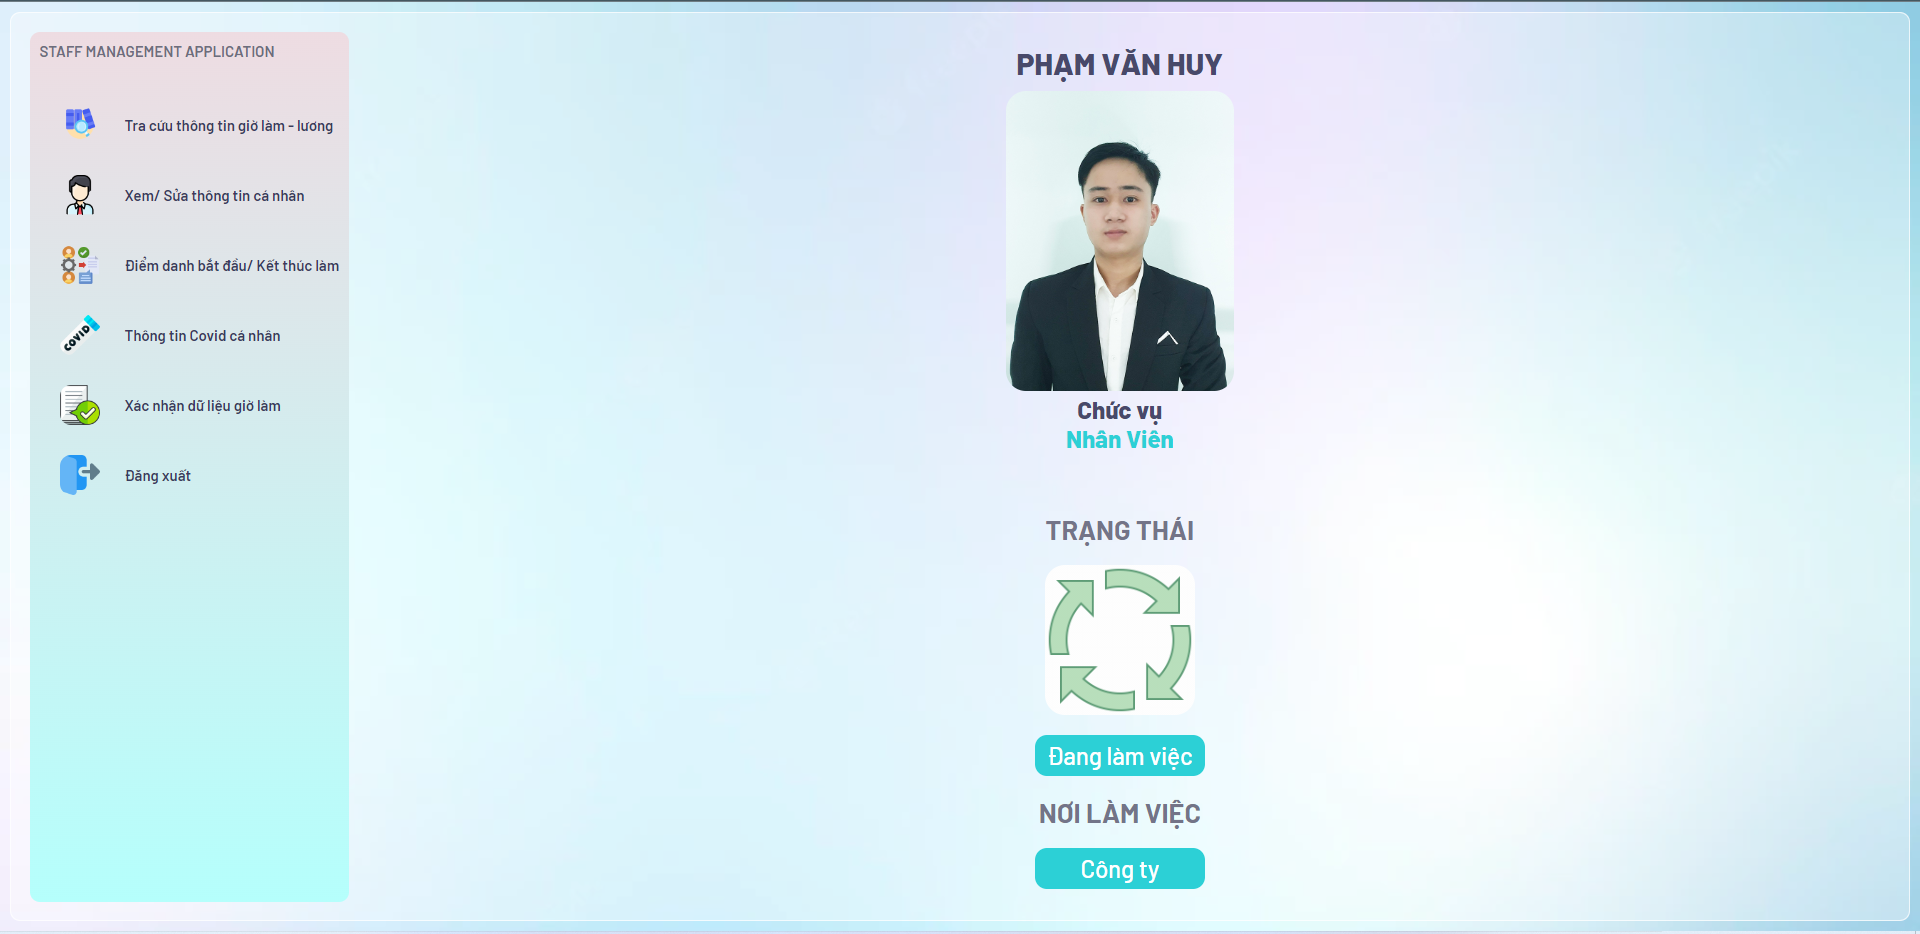 STAFF MANAGEMENT APPLICATION
Tra cứu thông tin giờ làm - lương
Xem/ Sửa thông tin cá nhân
Điểm danh bắt đầu/ Kết thúc làm
COVID
Thông tin Covid cá nhân
Xác nhận dữ liệu giờ làm
Đăng xuất
PHẠM VĂN HUY
Chức vụ
Nhân Viên
TRẠNG THÁI
Đang làm việc
NƠI LÀM VIỆC
Công ty